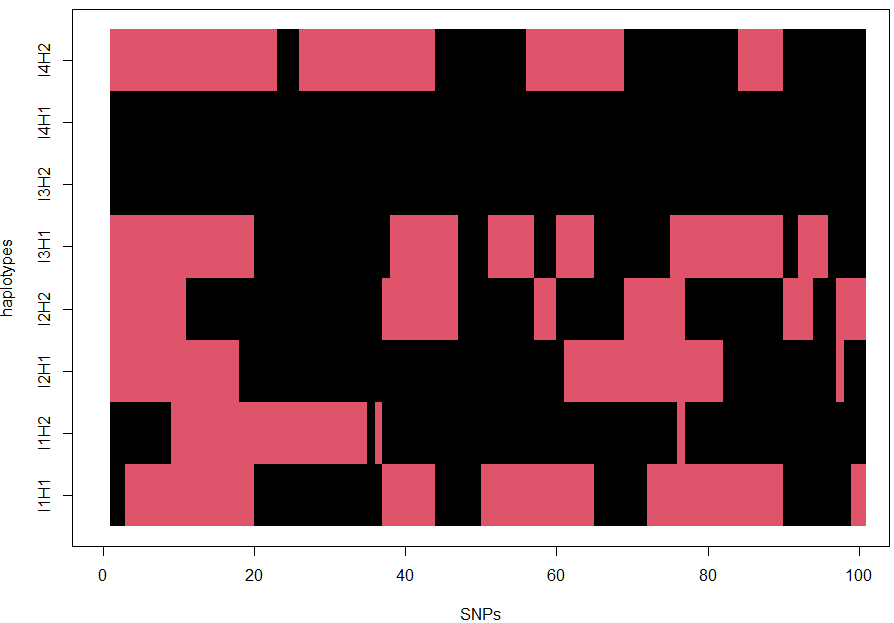 I4H2
I4H1
I3H2
I3H1
I2H2
I2H1
I1H2
I1H1
haplotypes
0 20 40 60 80 100
SNPs